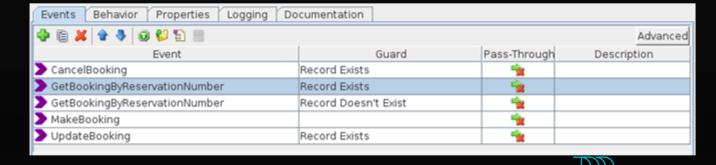 Events Behavior Properties Logging Documentation
Advanced
Event Guard Pass-Through Description
CancelBooking Record Exists
GetBookingByReservationNumber Record Exists
GetBookingByReservationNumber Record Doesn't Exist
MakeBooking
UpdateBooking Record Exists